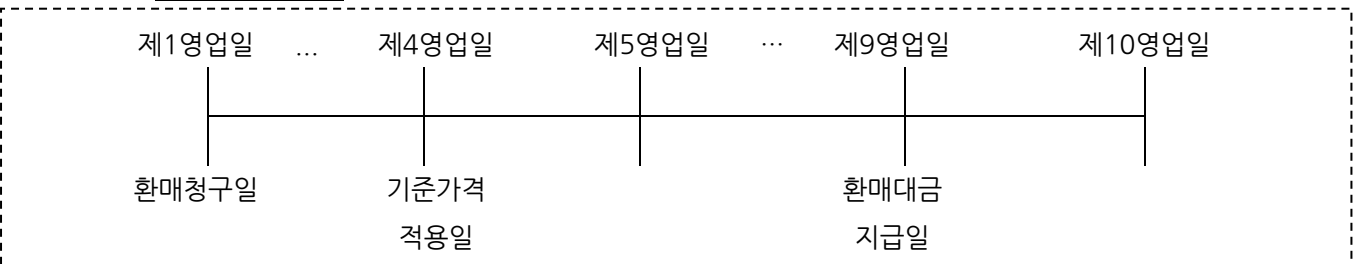 제1영업일 … 제4영업일 제5영업일 … 제9영업일 제10영업일
환매청구일 기준가격 환매대금
적용일 지급일